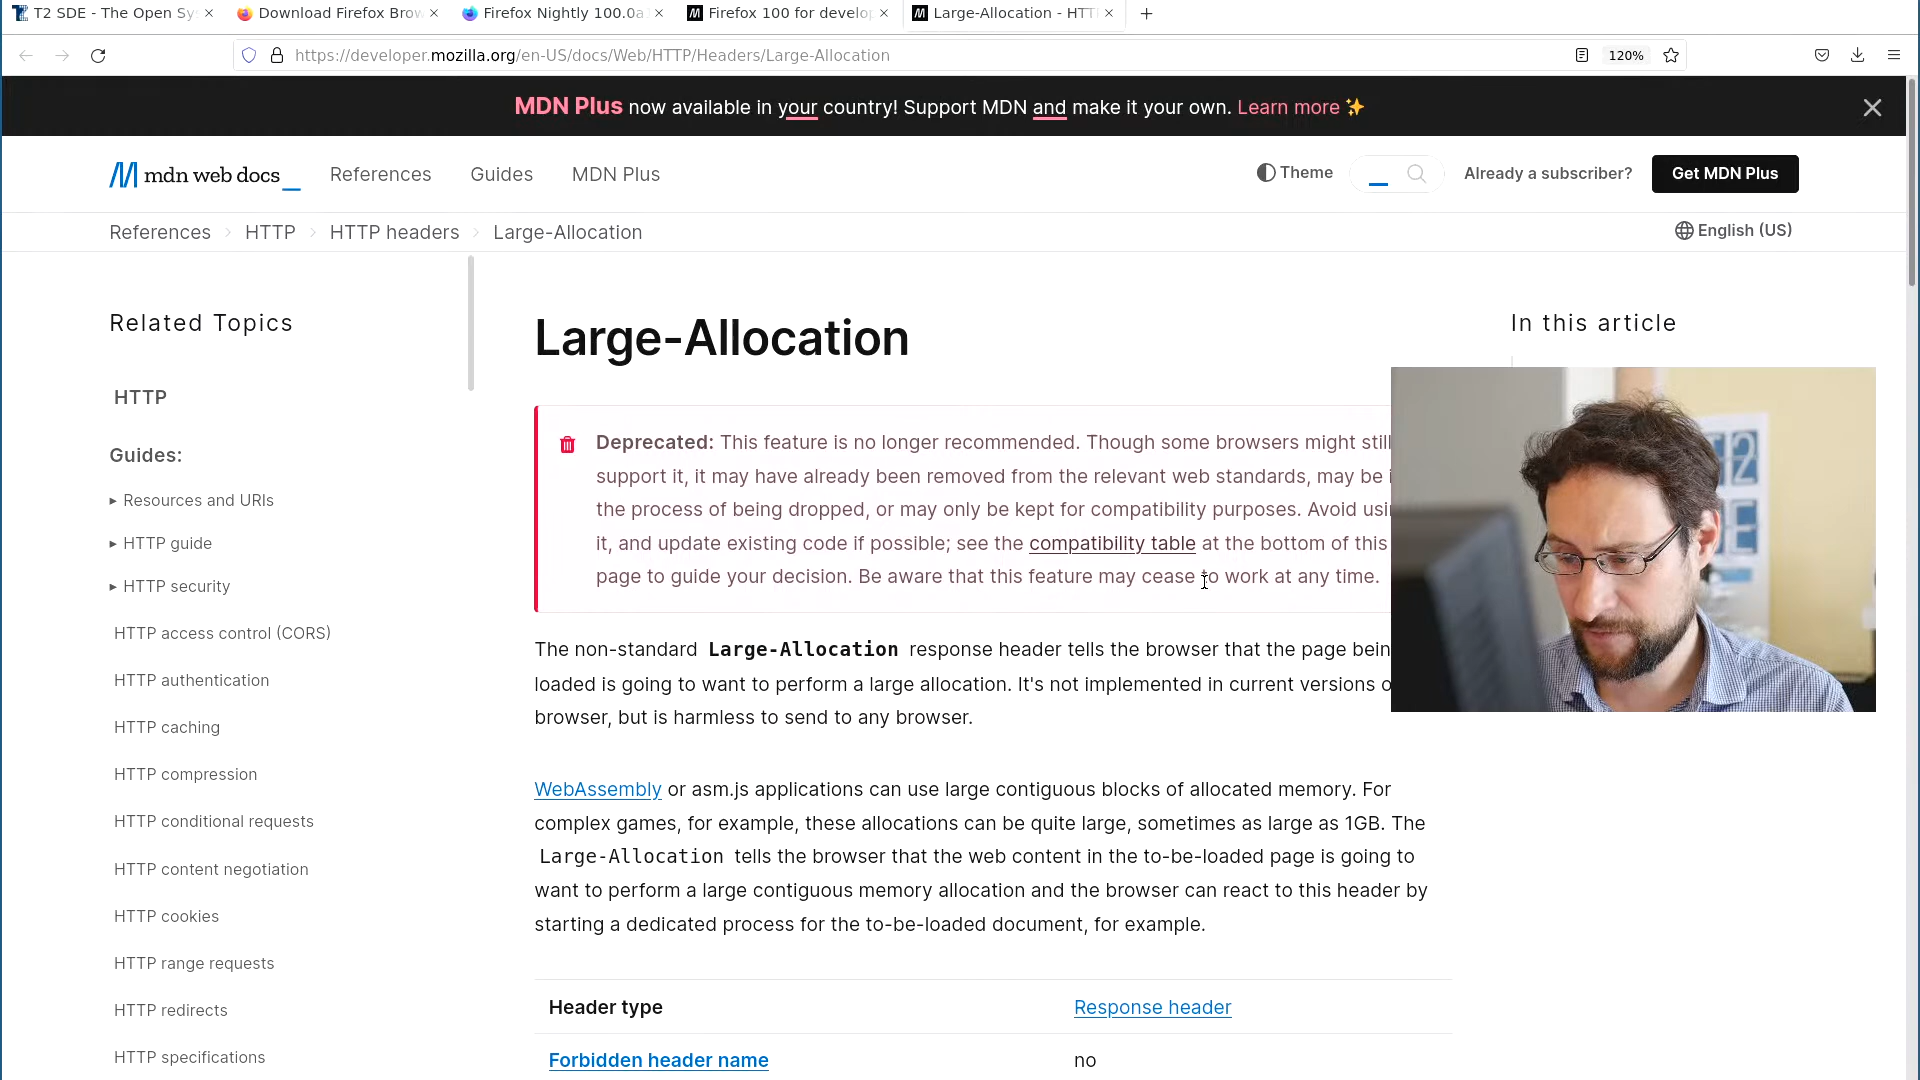 T2 SDE - The Open Sy
Download Firefox Brow
Firefox Nightly 100.0a
Firefox 100 for develop
Large-Allocation - HTT
https://developer.mozilla.org/en-US/docs/Web/HTTP/Headers/Large-Allocation
120%
MDN Plus now available in your country! Support MDN and make it your own. Learn more ✨
mdn web docs_
References
Guides
MDN Plus
Theme
Already a subscriber?
Get MDN Plus
References > HTTP > HTTP headers > Large-Allocation
English (US)
Related Topics
HTTP
Guides:
▸ Resources and URIs
▸ HTTP guide
▸ HTTP security
HTTP access control (CORS)
HTTP authentication
HTTP caching
HTTP compression
HTTP conditional requests
HTTP content negotiation
HTTP cookies
HTTP range requests
HTTP redirects
HTTP specifications
Large-Allocation
Deprecated: This feature is no longer recommended. Though some browsers might still
support it, it may have already been removed from the relevant web standards, may be i
the process of being dropped, or may only be kept for compatibility purposes. Avoid usi
it, and update existing code if possible; see the compatibility table at the bottom of this
page to guide your decision. Be aware that this feature may cease to work at any time.
The non-standard Large-Allocation response header tells the browser that the page bein
loaded is going to want to perform a large allocation. It's not implemented in current versions o
browser, but is harmless to send to any browser.
WebAssembly or asm.js applications can use large contiguous blocks of allocated memory. For
complex games, for example, these allocations can be quite large, sometimes as large as 1GB. The
Large-Allocation tells the browser that the web content in the to-be-loaded page is going to
want to perform a large contiguous memory allocation and the browser can react to this header by
starting a dedicated process for the to-be-loaded document, for example.
Header type
Response header
Forbidden header name
no
In this article
T2